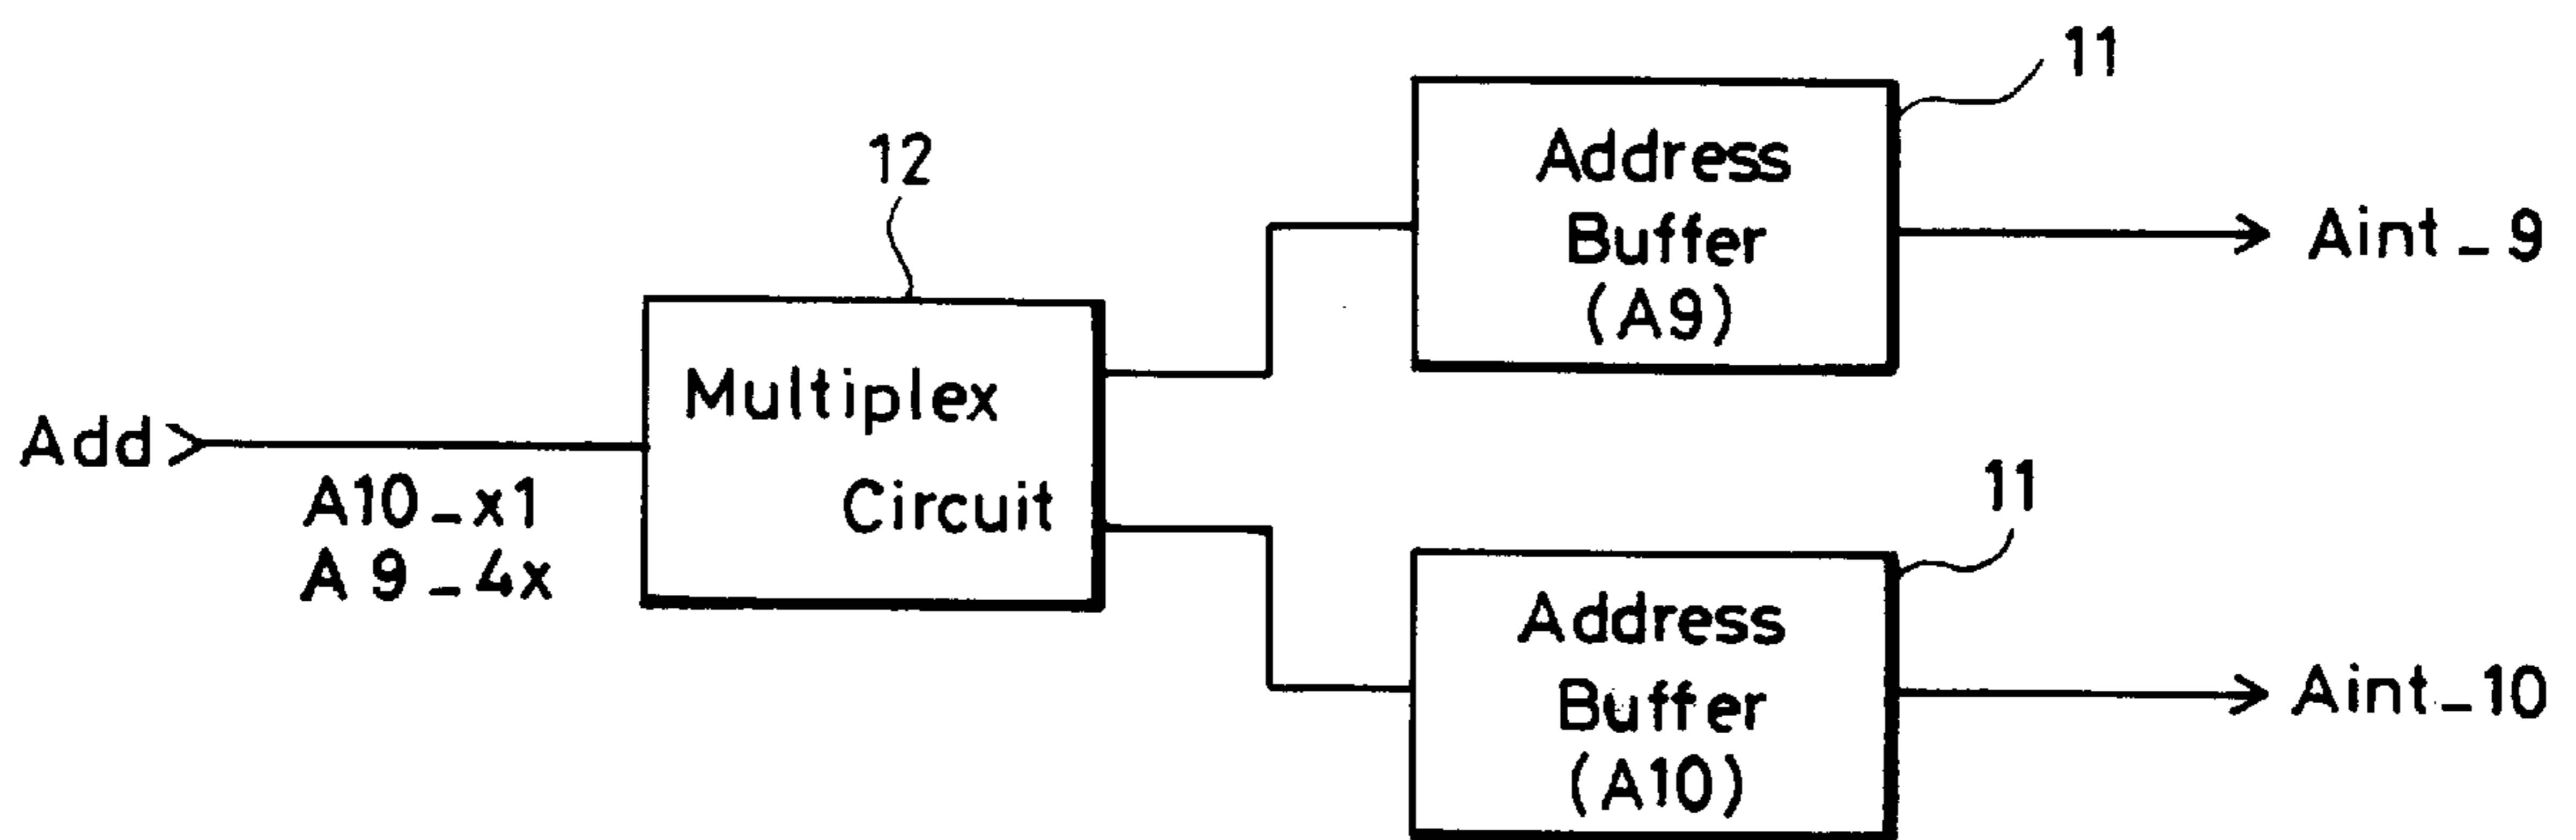 11
12
Address
Buffer
(A9)
Aint_9
Multiplex
Circuit
Add
A10_x1
A9_4x
11
Address
Buffer
(A10)
Aint_10